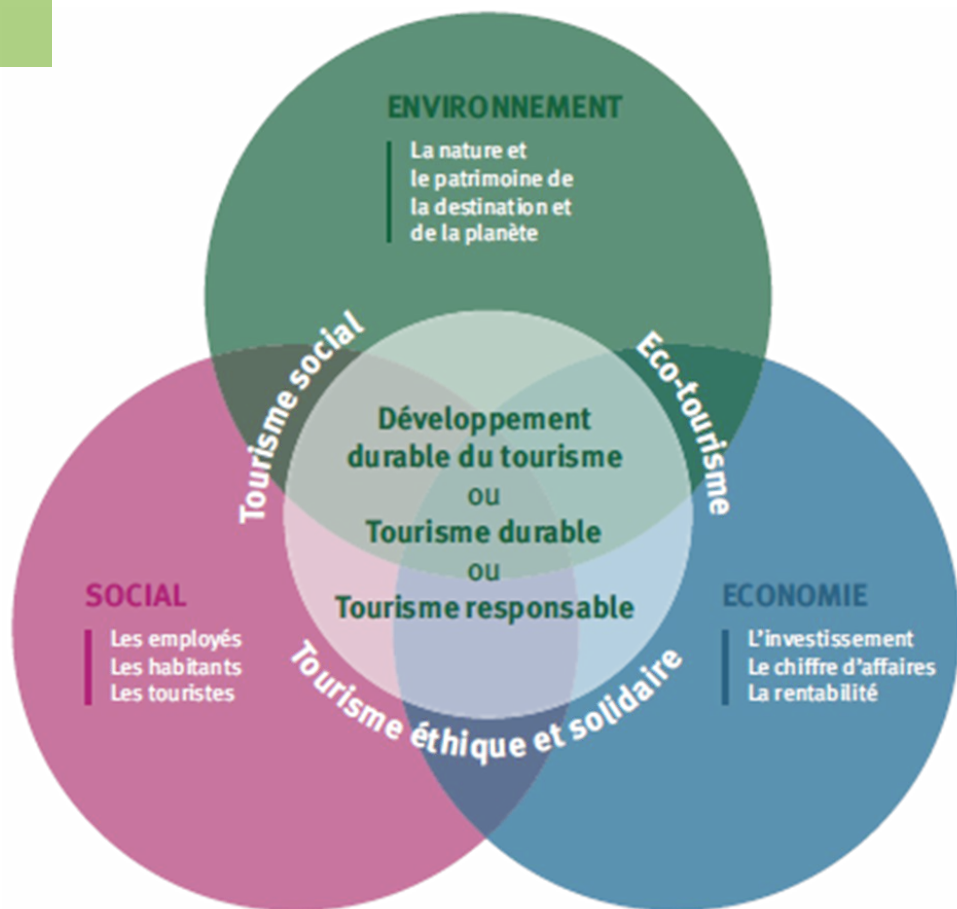 ENVIRONNEMENT
La nature et
le patrimoine de
la destination et
de la planète
Tourisme social
Eco-tourisme
Développement
durable du tourisme
ou
Tourisme durable
ou
Tourisme responsable
SOCIAL
Les employés
Les habitants
Les touristes
ECONOMIE
L'investissement
Le chiffre d'affaires
La rentabilité
Tourisme éthique et solidaire